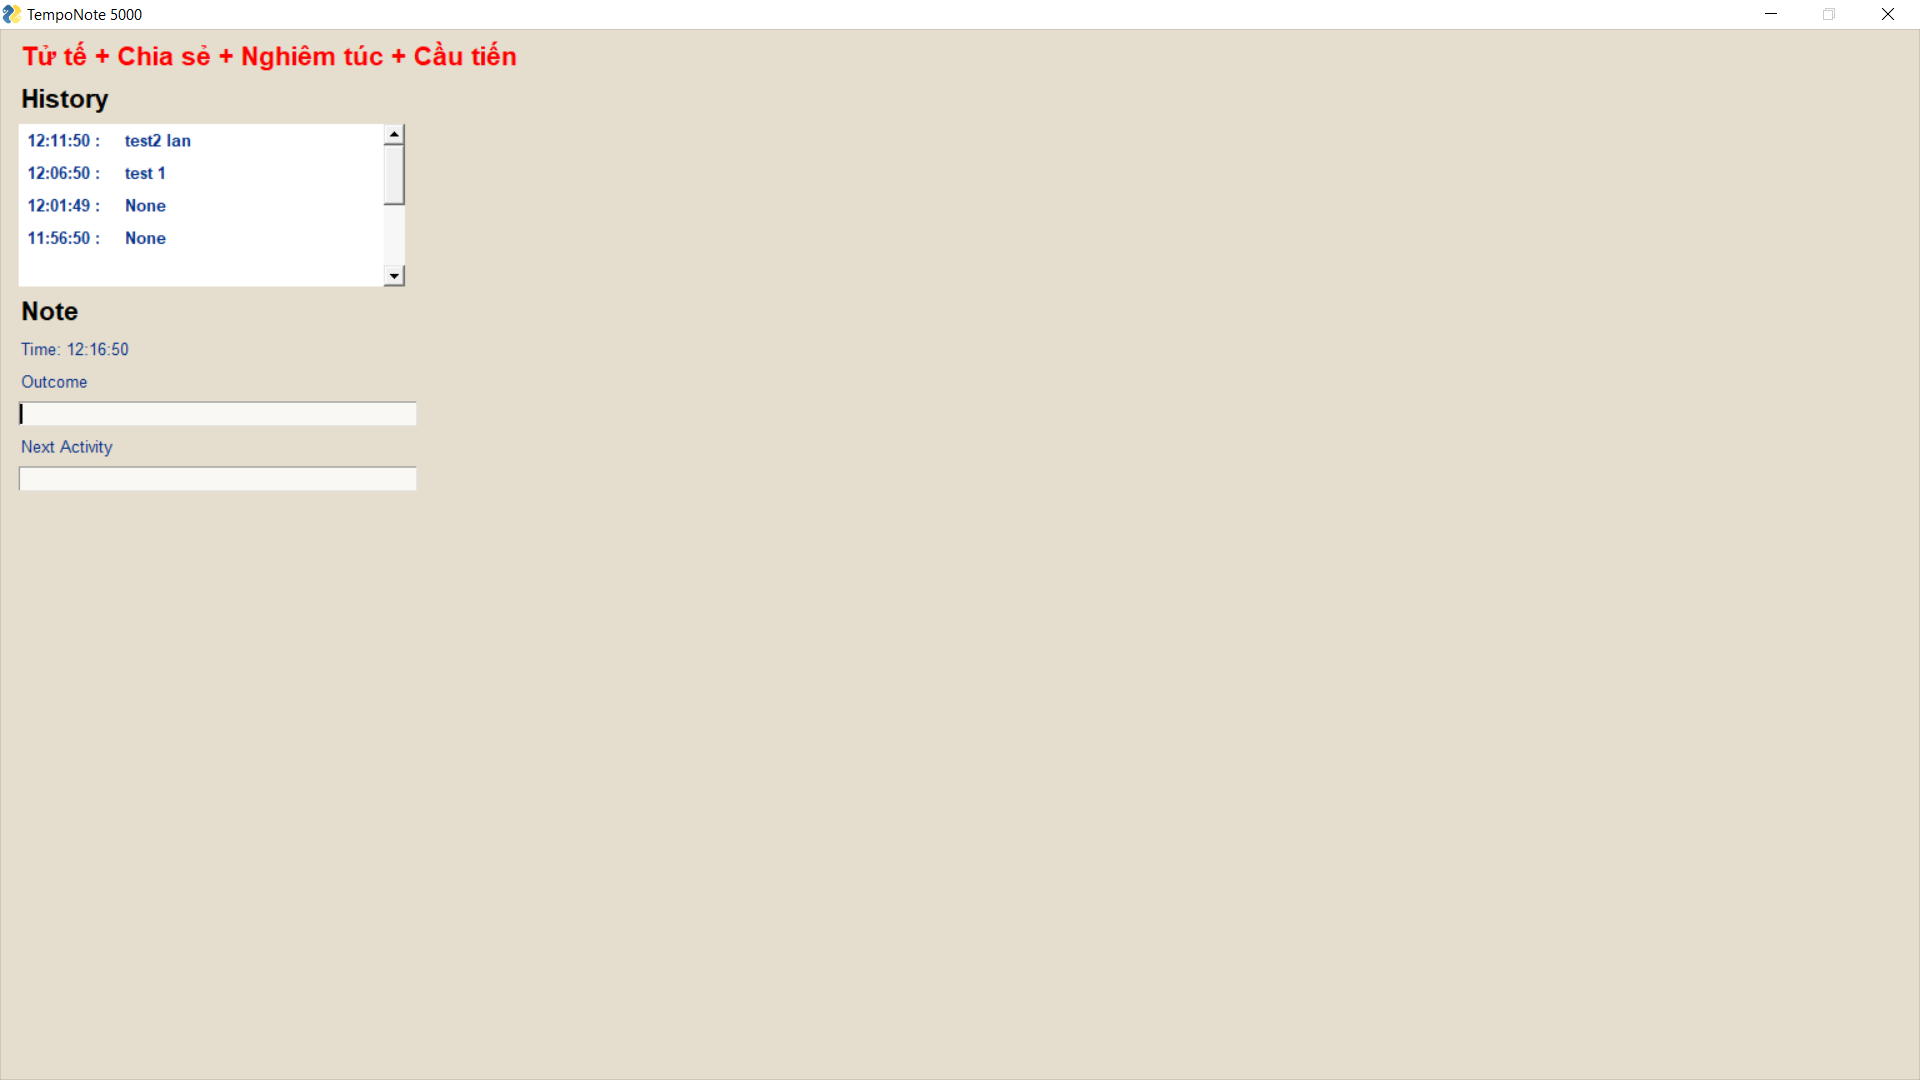 TempoNote 5000
Tử tế + Chia sẻ + Nghiêm túc + Cầu tiến
History
12:11:50 : test2 lan
12:06:50 : test 1
12:01:49 : None
11:56:50 : None
Note
Time: 12:16:50
Outcome
Next Activity